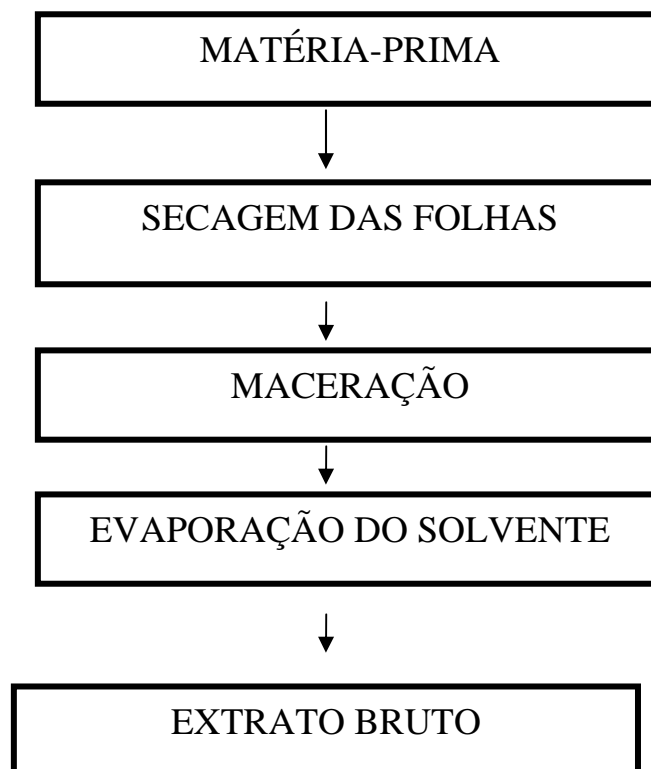 MATÉRIA-PRIMA
SECAGEM DAS FOLHAS
MACERAÇÃO
EVAPORAÇÃO DO SOLVENTE
EXTRATO BRUTO